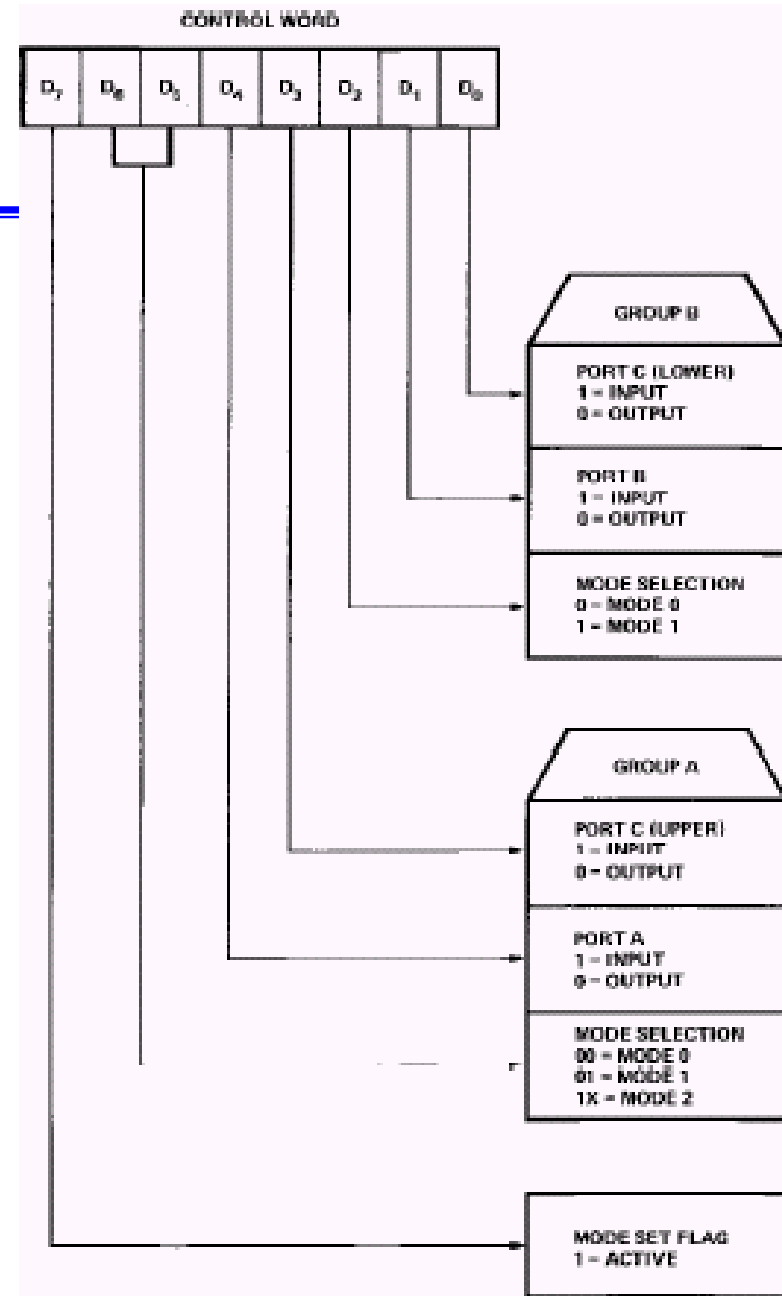 CONTROL WORD
D7 D6 D5 D4 D3 D2 D1 D0
GROUP B
PORT C (LOWER)
1 = INPUT
0 = OUTPUT
PORT B
1 = INPUT
0 = OUTPUT
MODE SELECTION
0 = MODE 0
1 = MODE 1
GROUP A
PORT C (UPPER)
1 = INPUT
0 = OUTPUT
PORT A
1 = INPUT
0 = OUTPUT
MODE SELECTION
00 = MODE 0
01 = MODE 1
1X = MODE 2
MODE SET FLAG
1 = ACTIVE